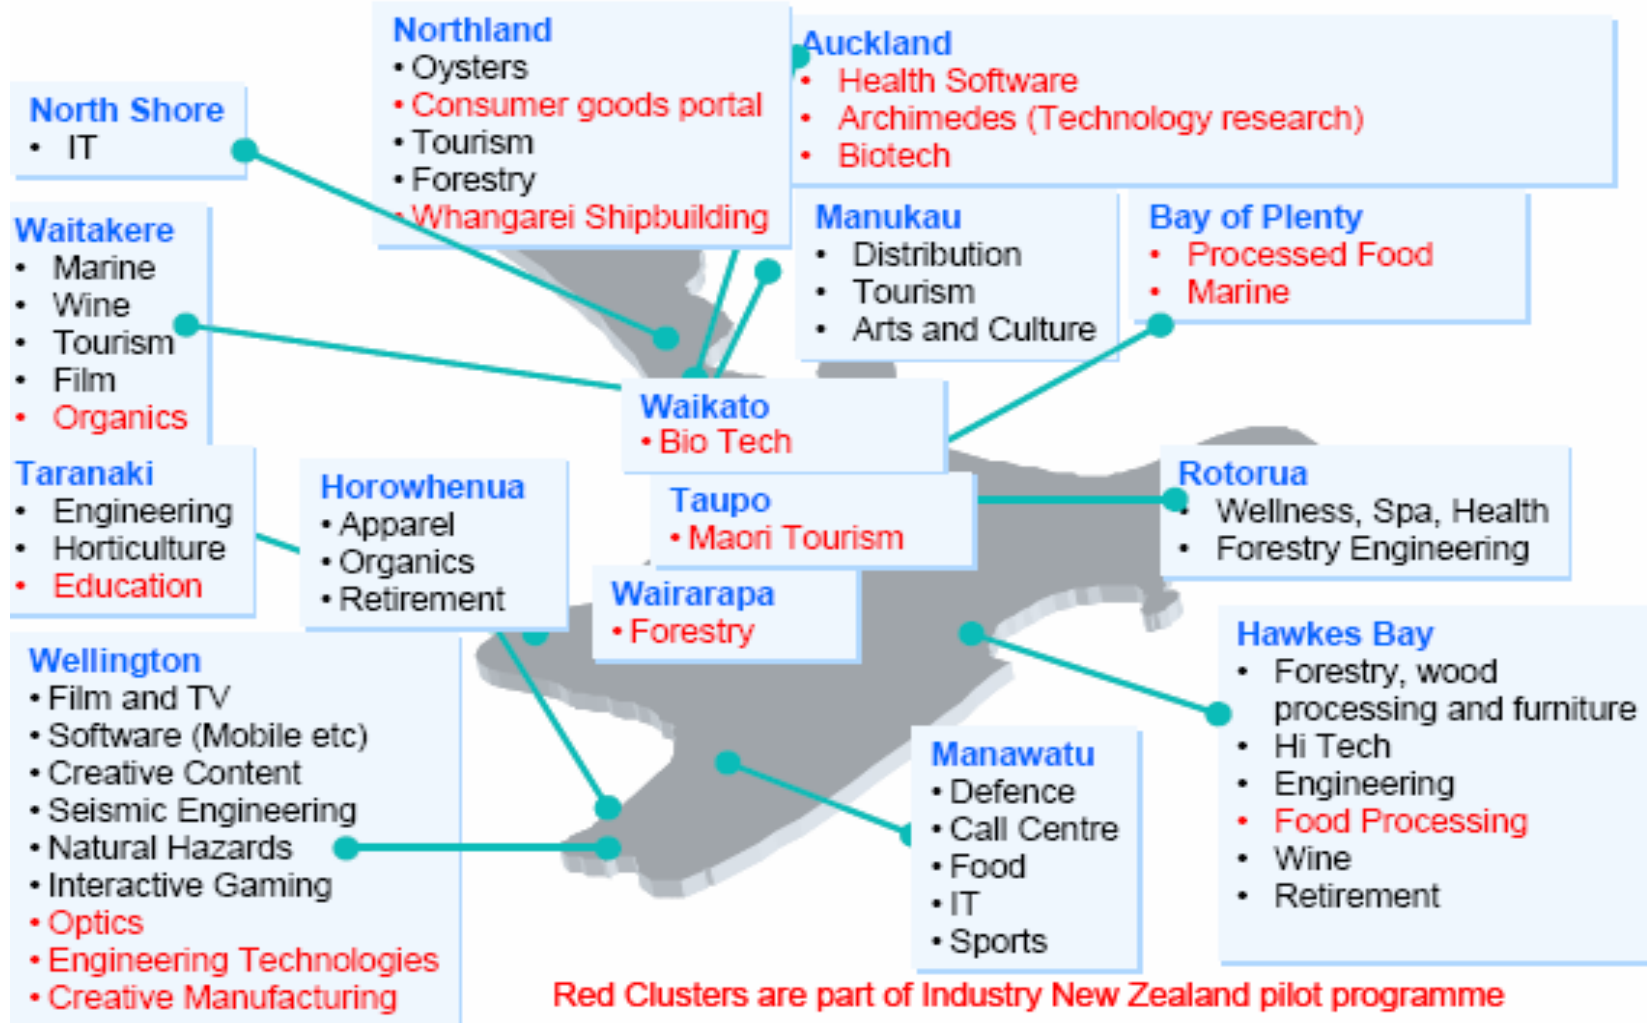 Northland
• Oysters
• Consumer goods portal
• Tourism
• Forestry
• Whangarei Shipbuilding
Auckland
• Health Software
• Archimedes (Technology research)
• Biotech
North Shore
• IT
Waitakere
• Marine
• Wine
• Tourism
• Film
• Organics
Manukau
• Distribution
• Tourism
• Arts and Culture
Bay of Plenty
• Processed Food
• Marine
Waikato
• Bio Tech
Taranaki
• Engineering
• Horticulture
• Education
Horowhenua
• Apparel
• Organics
• Retirement
Taupo
• Maori Tourism
Rotorua
• Wellness, Spa, Health
• Forestry Engineering
Wairarapa
• Forestry
Wellington
• Film and TV
• Software (Mobile etc)
• Creative Content
• Seismic Engineering
• Natural Hazards
• Interactive Gaming
• Optics
• Engineering Technologies
• Creative Manufacturing
Manawatu
• Defence
• Call Centre
• Food
• IT
• Sports
Hawkes Bay
• Forestry, wood
processing and furniture
• Hi Tech
• Engineering
• Food Processing
• Wine
• Retirement
Red Clusters are part of Industry New Zealand pilot programme